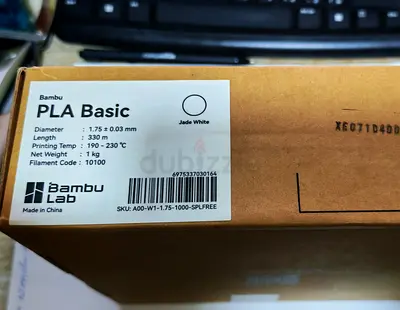 Bambu
PLA Basic
Jade White
Diameter : 1.75 ± 0.03 mm
Length : 330 m
Printing Temp : 190 - 230 ℃
Net Weight : 1 kg
Filament Code : 10100
Bambu
Lab
Made in China
6975337030164
SKU: A00-W1-1.75-1000-SPLFREE
dubizzle